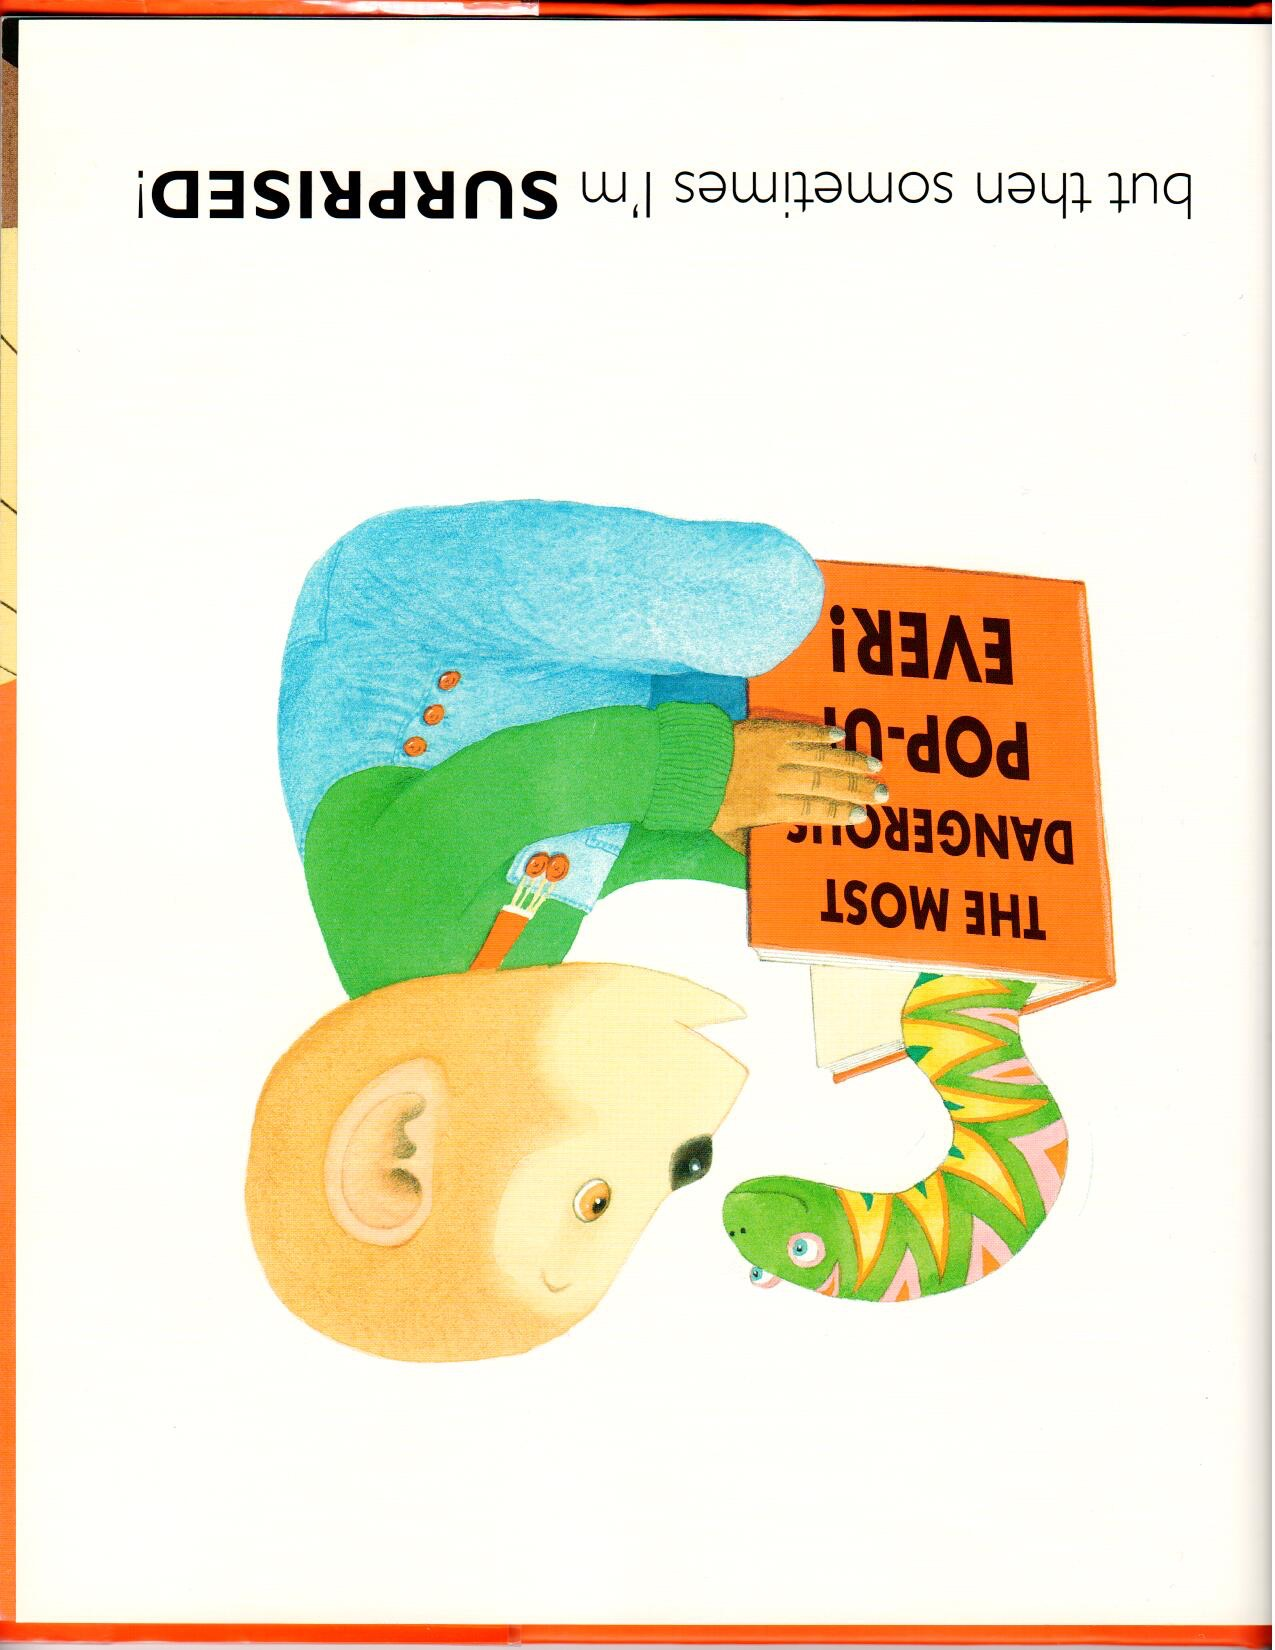 THE MOST
DANGEROUS
POP-UP
EVER!
but then sometimes I'm SURPRISED!